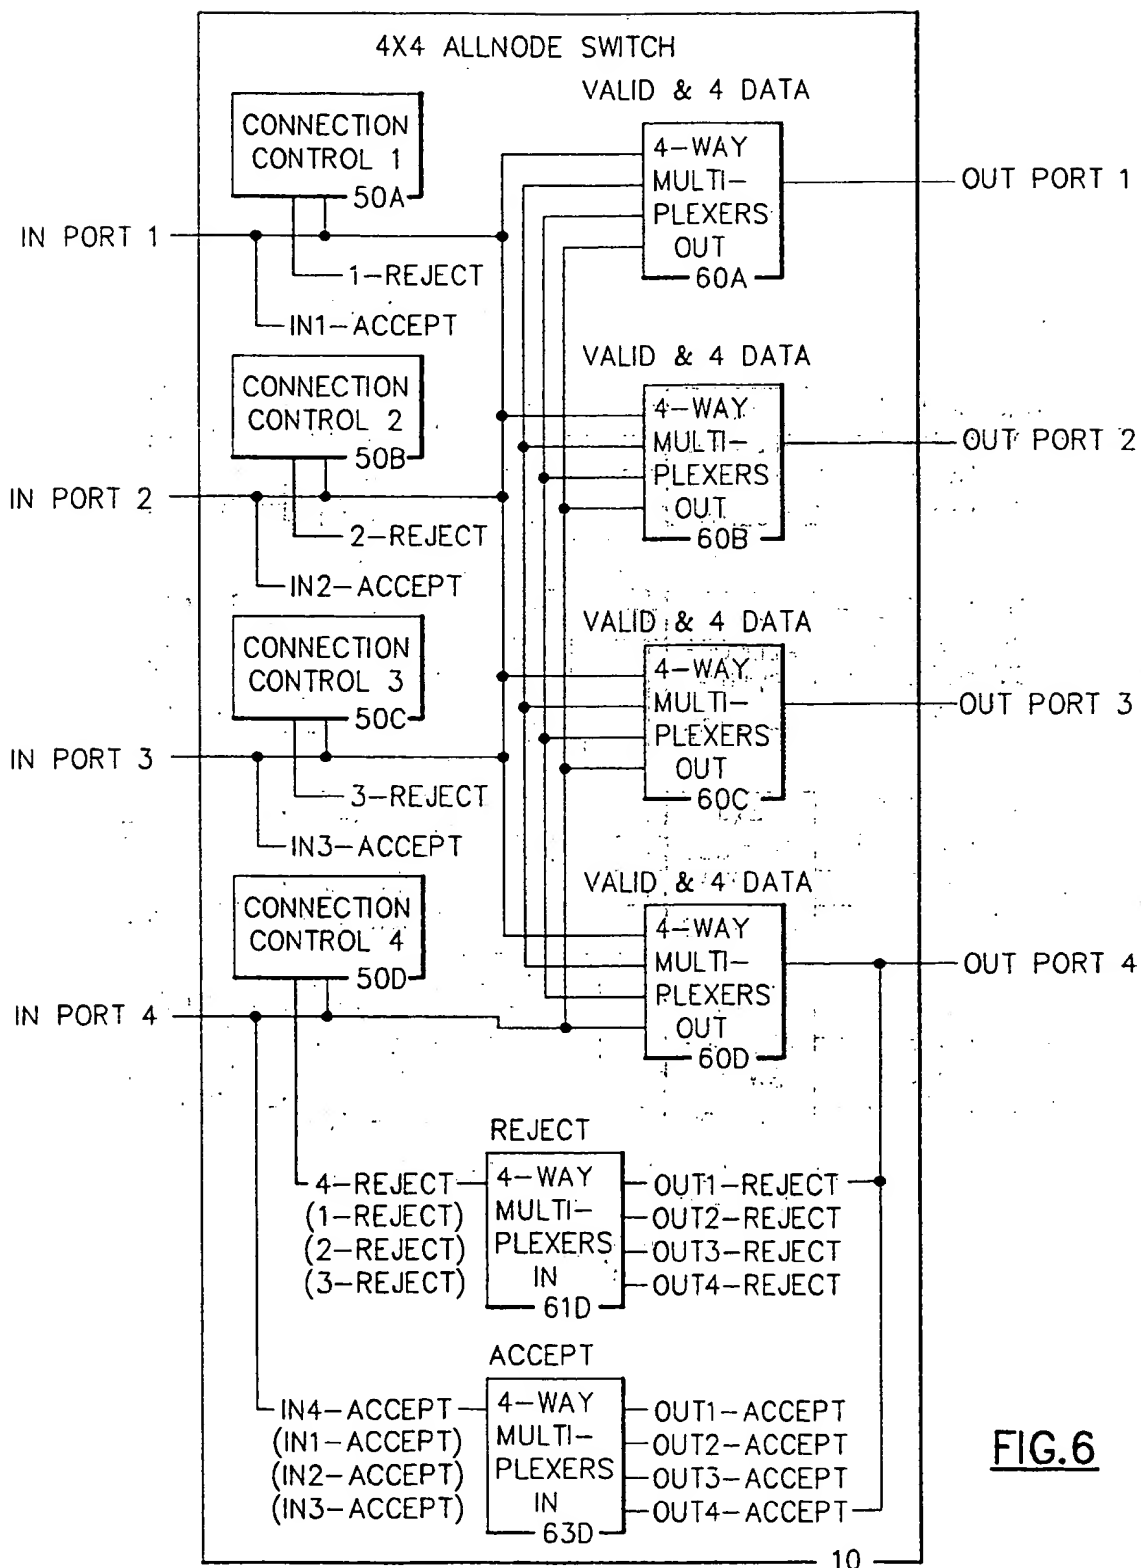 4X4 ALLNODE SWITCH
VALID & 4 DATA
CONNECTION
CONTROL 1
50A
4-WAY
MULTI-
PLEXERS
OUT
60A
OUT PORT 1
IN PORT 1
1-REJECT
IN1-ACCEPT
VALID & 4 DATA
CONNECTION
CONTROL 2
50B
4-WAY
MULTI-
PLEXERS
OUT
60B
OUT PORT 2
IN PORT 2
2-REJECT
IN2-ACCEPT
VALID & 4 DATA
CONNECTION
CONTROL 3
50C
4-WAY
MULTI-
PLEXERS
OUT
60C
OUT PORT 3
IN PORT 3
3-REJECT
IN3-ACCEPT
VALID & 4 DATA
CONNECTION
CONTROL 4
50D
4-WAY
MULTI-
PLEXERS
OUT
60D
OUT PORT 4
IN PORT 4
REJECT
4-REJECT
(1-REJECT)
(2-REJECT)
(3-REJECT)
4-WAY
MULTI-
PLEXERS
IN
61D
OUT1-REJECT
OUT2-REJECT
OUT3-REJECT
OUT4-REJECT
ACCEPT
IN4-ACCEPT
(IN1-ACCEPT)
(IN2-ACCEPT)
(IN3-ACCEPT)
4-WAY
MULTI-
PLEXERS
IN
63D
OUT1-ACCEPT
OUT2-ACCEPT
OUT3-ACCEPT
OUT4-ACCEPT
10
FIG.6